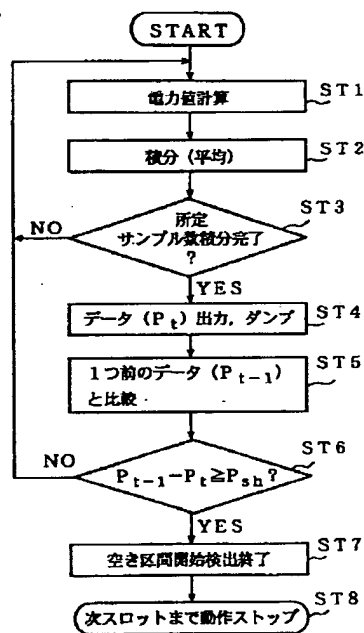 START
ST1
電力値計算
ST2
積分(平均)
ST3
所定
サンプル数積分完了
?
NO
YES
ST4
データ(Pt)出力,ダンプ
ST5
1つ前のデータ(Pt-1)
と比較
ST6
Pt-1-Pt≧Psh?
NO
YES
ST7
空き区間開始検出終了
ST8
次スロットまで動作ストップ